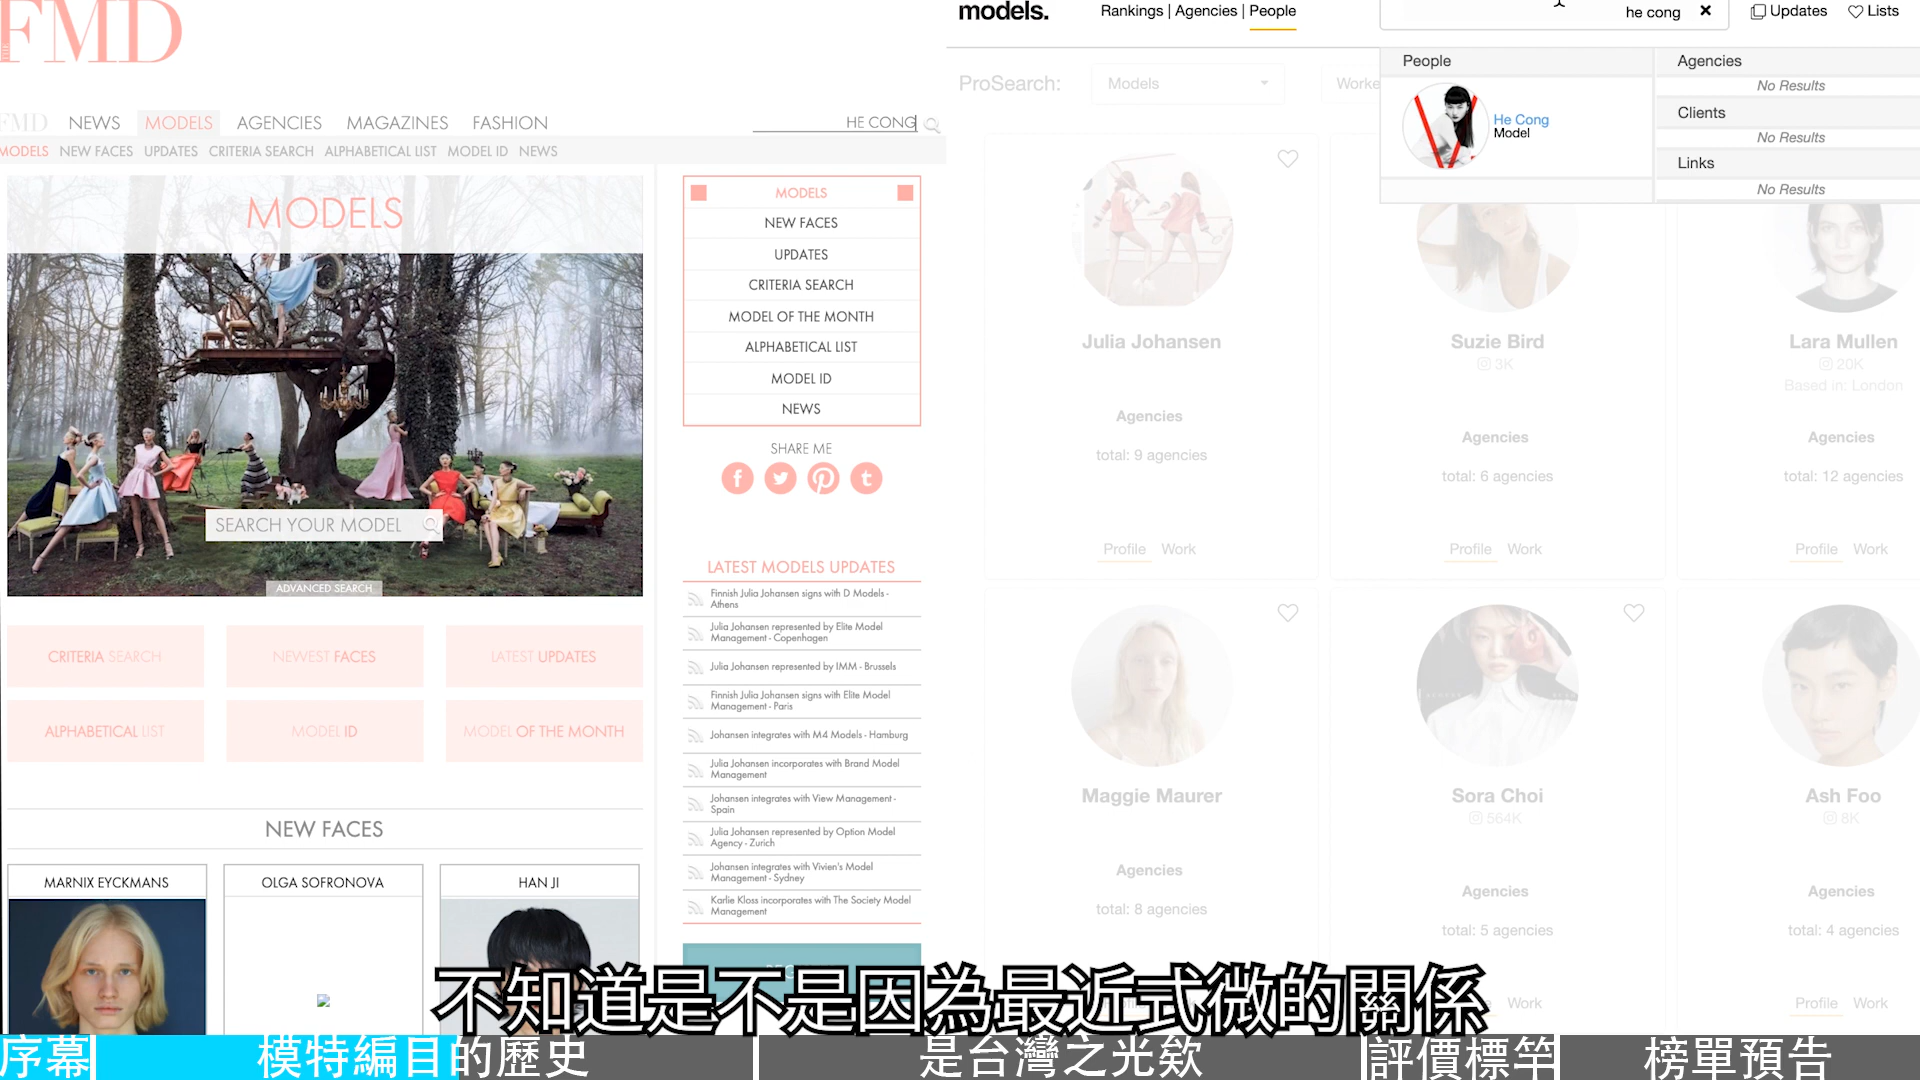 THE FMD
FMD NEWS MODELS AGENCIES MAGAZINES FASHION
HE CONG
MODELS NEW FACES UPDATES CRITERIA SEARCH ALPHABETICAL LIST MODEL ID NEWS
MODELS
SEARCH YOUR MODEL
ADVANCED SEARCH
CRITERIA SEARCH
NEWEST FACES
LATEST UPDATES
ALPHABETICAL LIST
MODEL ID
MODEL OF THE MONTH
NEW FACES
MARNIX EYCKMANS
OLGA SOFRONOVA
HAN JI
MODELS
NEW FACES
UPDATES
CRITERIA SEARCH
MODEL OF THE MONTH
ALPHABETICAL LIST
MODEL ID
NEWS
SHARE ME
LATEST MODELS UPDATES
Finnish Julia Johansen signs with D Models -
Athens
Julia Johansen represented by Elite Model
Management - Copenhagen
Julia Johansen represented by IMM - Brussels
Finnish Julia Johansen signs with Elite Model
Management - Paris
Johansen integrates with M4 Models - Hamburg
Julia Johansen incorporates with Brand Model
Management
Johansen integrates with View Management -
Spain
Julia Johansen represented by Option Model
Agency - Zurich
Johansen integrates with Vivien's Model
Management - Sydney
Karlie Kloss incorporates with The Society Model
Management
models.
Rankings | Agencies | People
he cong
Updates
Lists
ProSearch:
Models
Worke
People
He Cong
Model
Agencies
No Results
Clients
No Results
Links
No Results
Julia Johansen
Agencies
total: 9 agencies
Profile Work
Suzie Bird
3K
Agencies
total: 6 agencies
Profile Work
Lara Mullen
20K
Based in: London
Agencies
total: 12 agencies
Profile Work
Maggie Maurer
Agencies
total: 8 agencies
Sora Choi
564K
Agencies
total: 5 agencies
Work
Ash Foo
8K
Agencies
total: 4 agencies
Profile Work
不知道是不是因為最近式微的關係
序幕
模特編目的歷史
是台灣之光欸
評價標竿
榜單預告